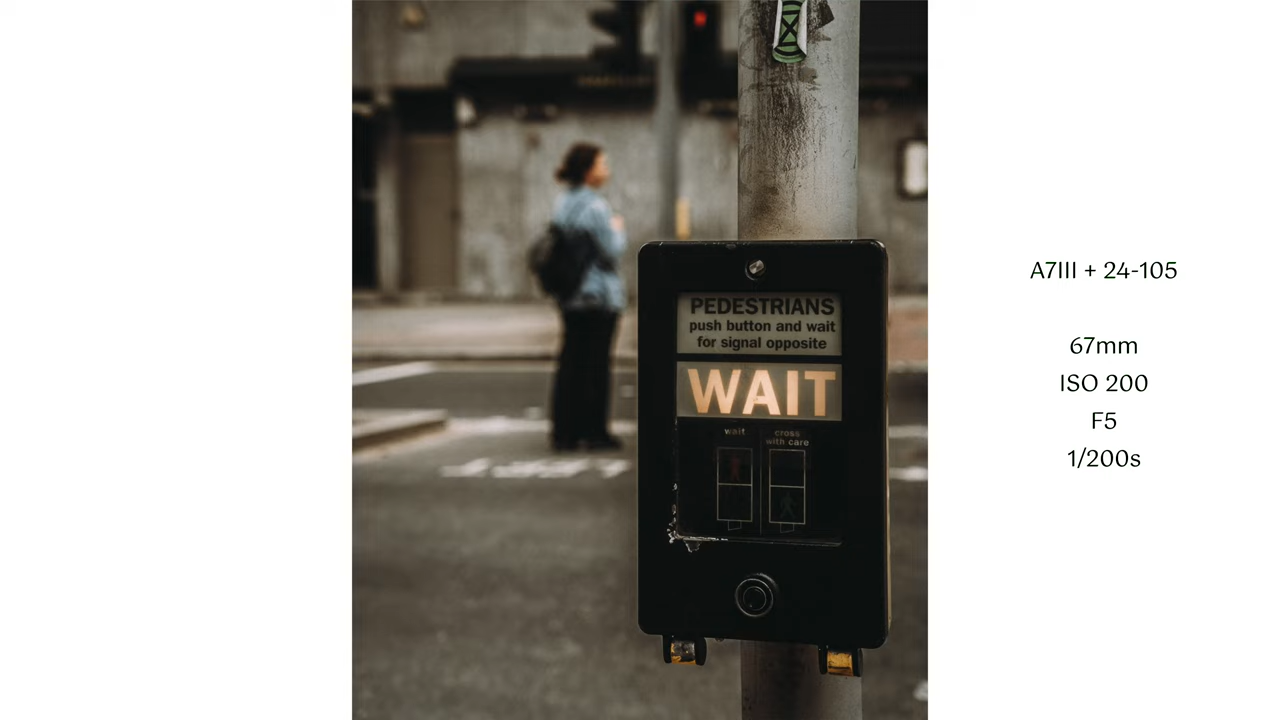 PEDESTRIANS
push button and wait
for signal opposite
WAIT
wait
cross
with care
A7III + 24-105
67mm
ISO 200
F5
1/200s